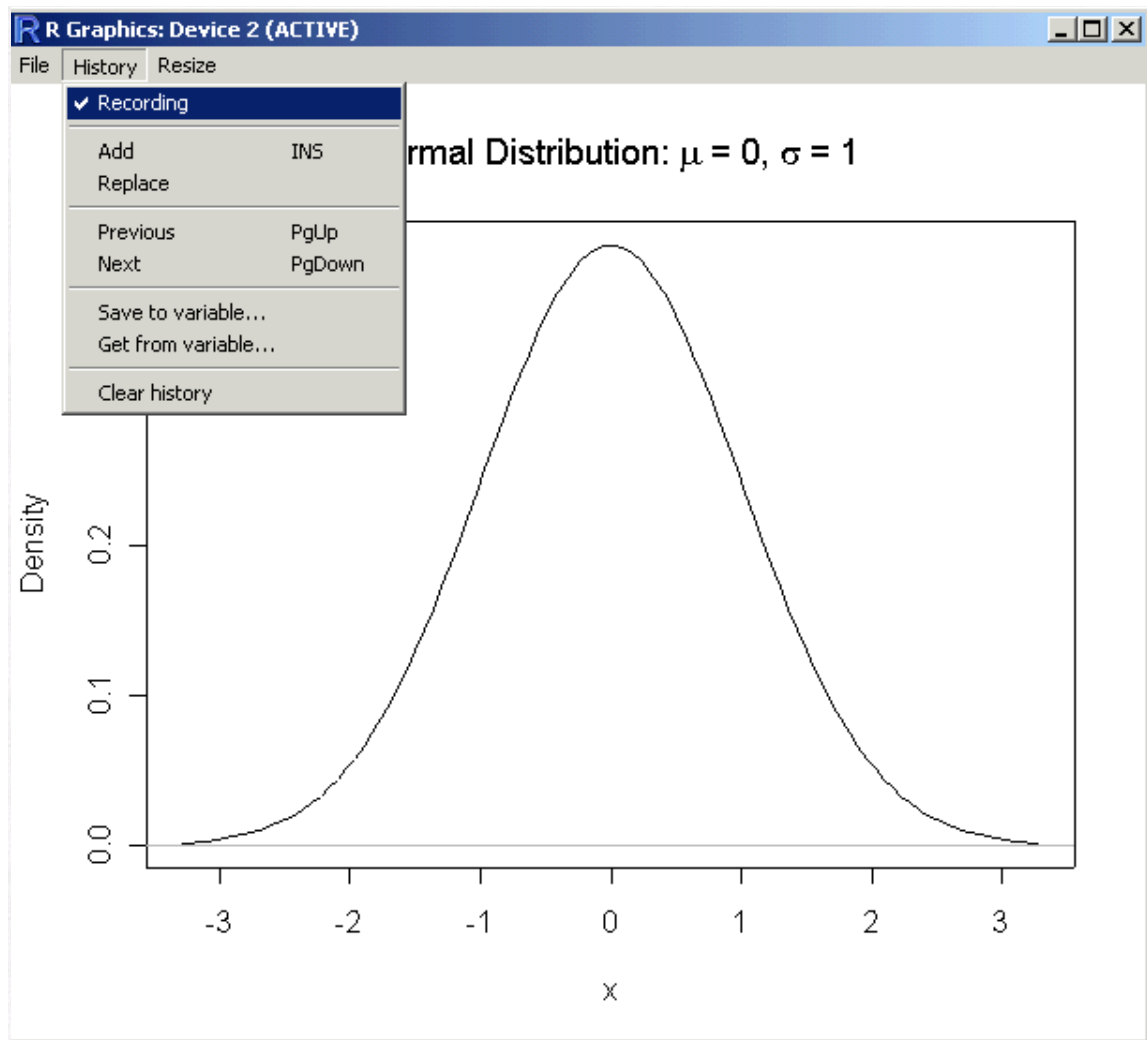 R R Graphics: Device 2 (ACTIVE)
File History Resize
✓ Recording
Add INS
Replace
Previous PgUp
Next PgDown
Save to variable...
Get from variable...
Clear history
rmal Distribution: μ = 0, σ = 1
Density
0.2
0.1
0.0
-3 -2 -1 0 1 2 3
x